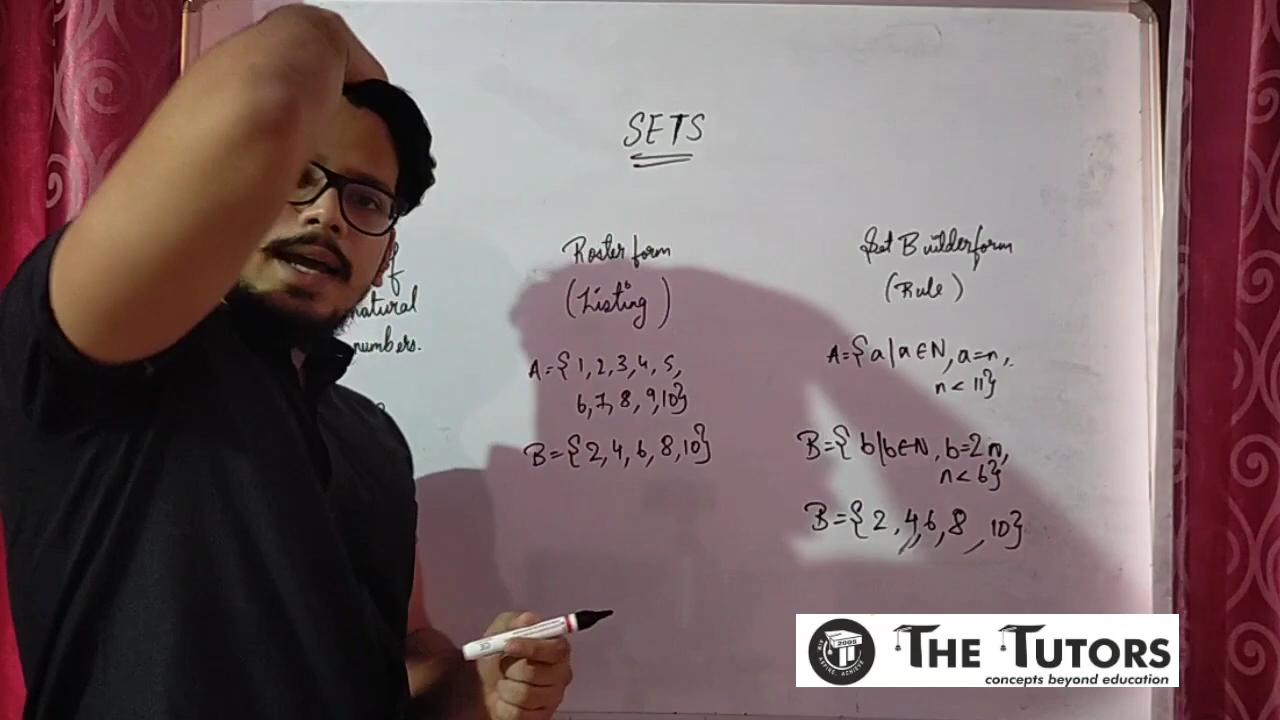 SETS
of
natural
numbers.
Roster form
(Listing)
A={1,2,3,4,5,
6,7,8,9,10}
B={2,4,6,8,10}
Set Builder form
(Rule)
A={a|a∈N, a=n,
n<11}
B={b|b∈N, b=2n,
n<6}
B={2,4,6,8,10}
2005
THE TUTORS
concepts beyond education